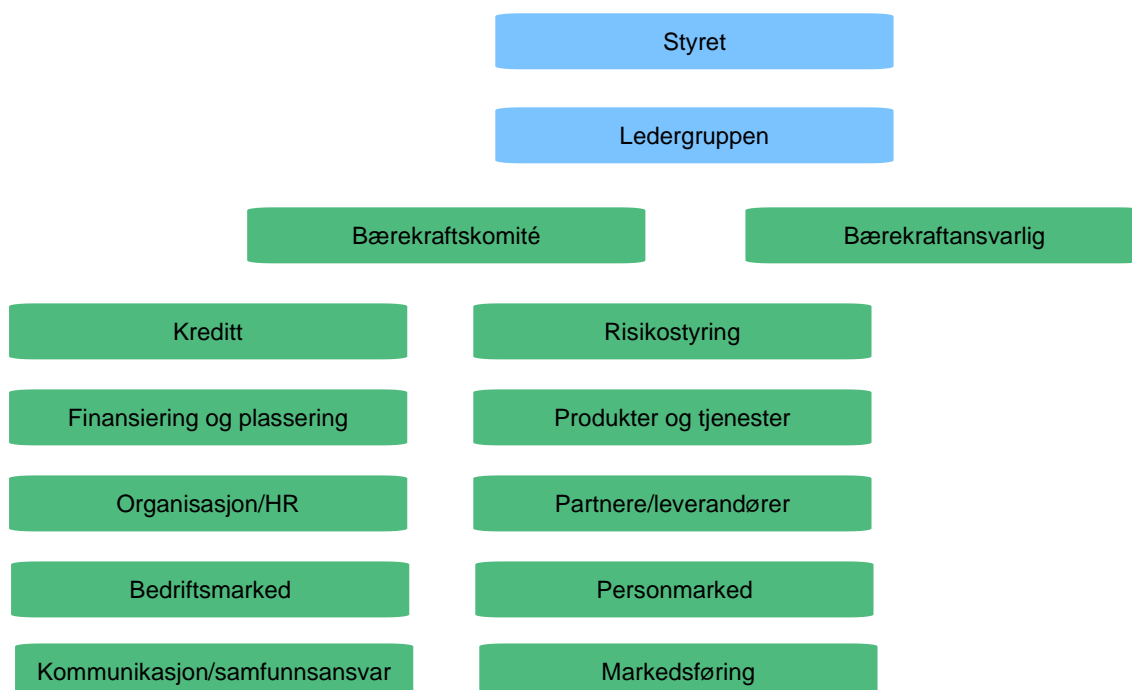 Styret
Ledergruppen
Bærekraftskomité
Bærekraftansvarlig
Kreditt
Risikostyring
Finansiering og plassering
Produkter og tjenester
Organisasjon/HR
Partnere/leverandører
Bedriftsmarked
Personmarked
Kommunikasjon/samfunnsansvar
Markedsføring